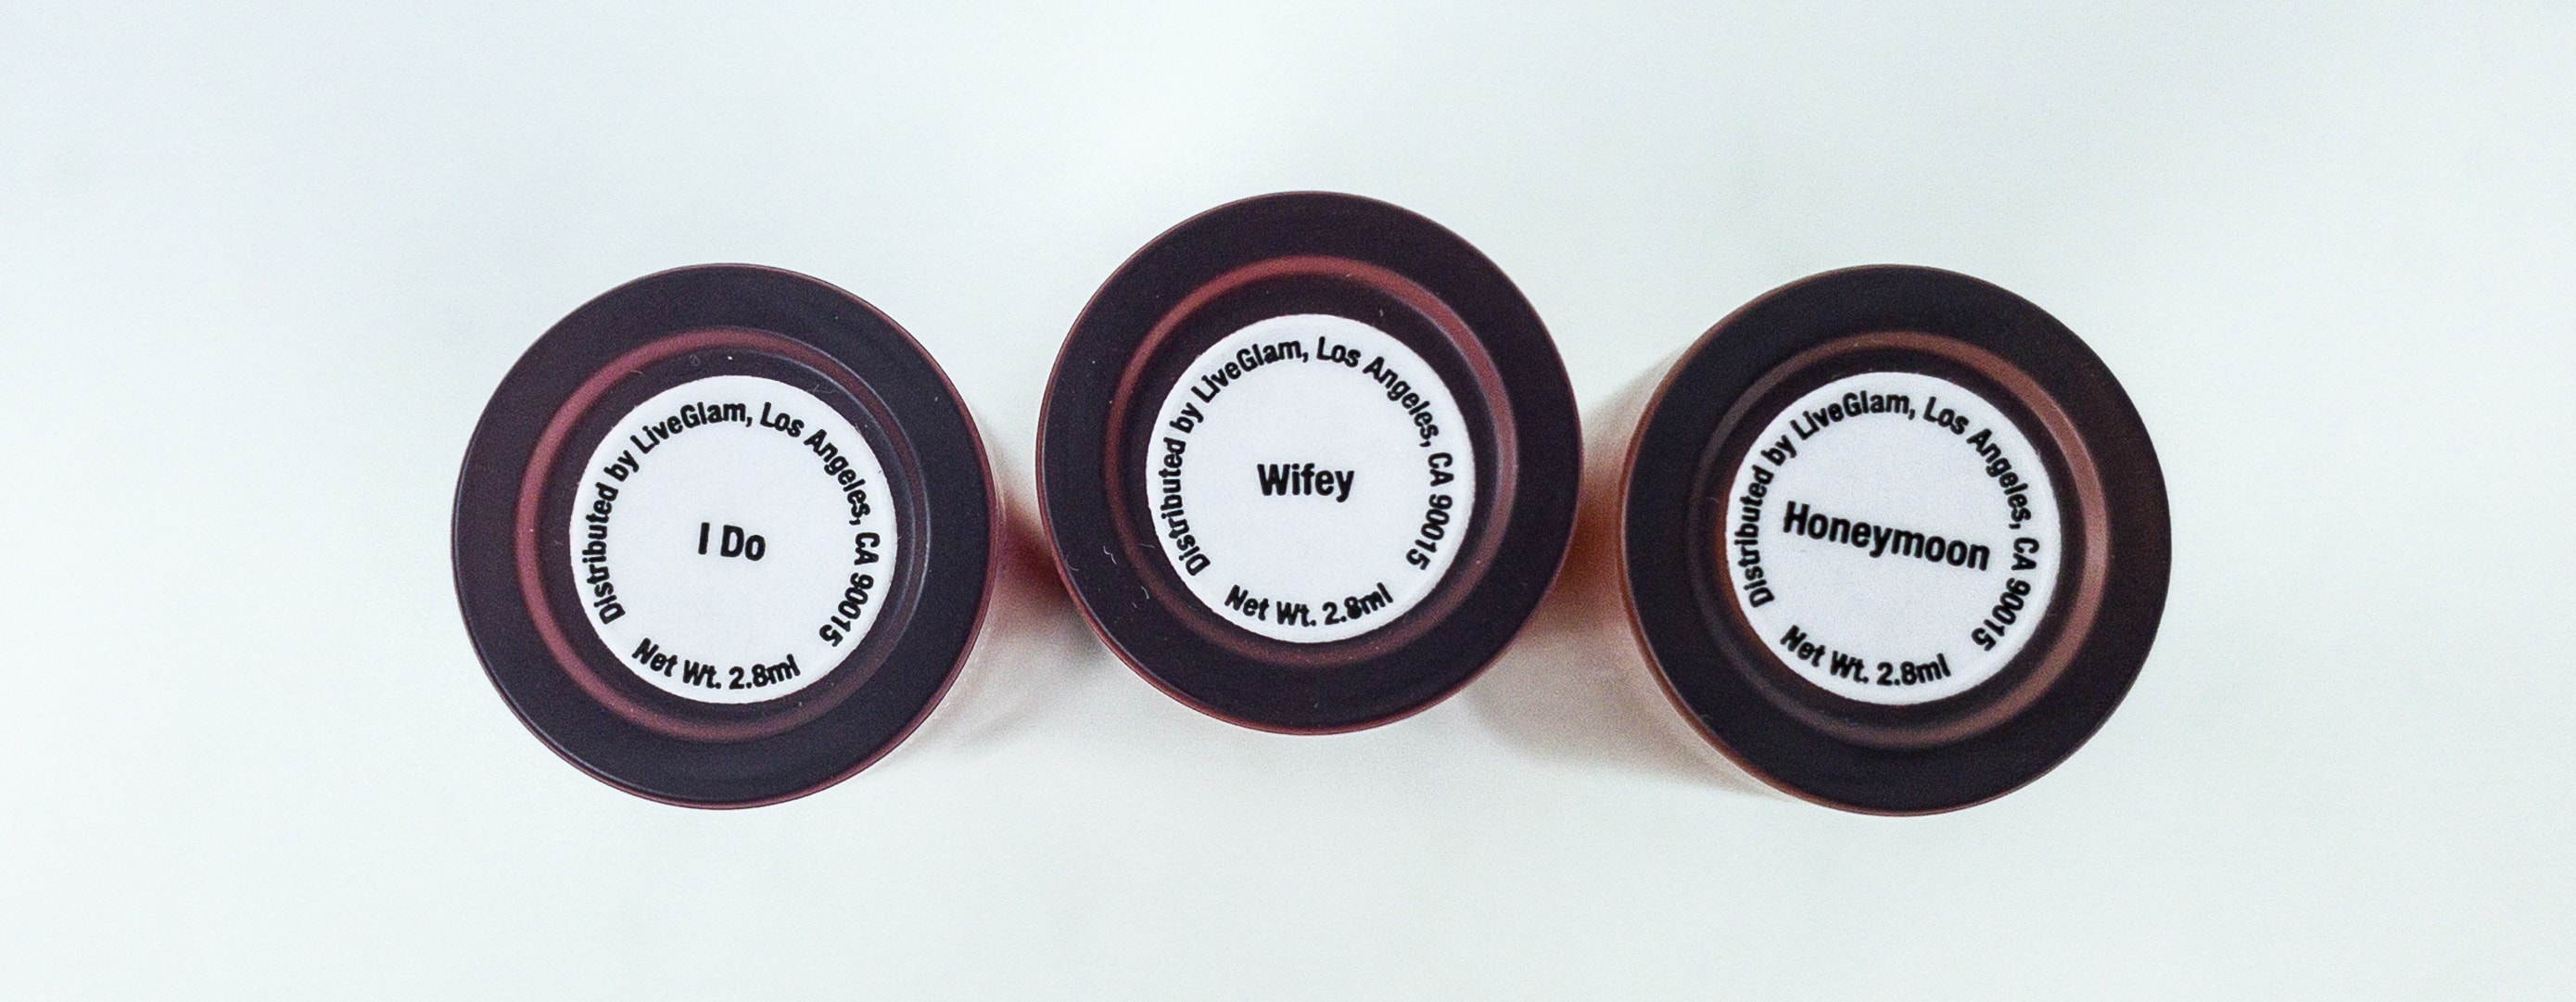 Distributed by LiveGlam, Los Angeles, CA 90015
I Do
Net Wt. 2.8ml
Distributed by LiveGlam, Los Angeles, CA 90015
Wifey
Net Wt. 2.8ml
Distributed by LiveGlam, Los Angeles, CA 90015
Honeymoon
Net Wt. 2.8ml